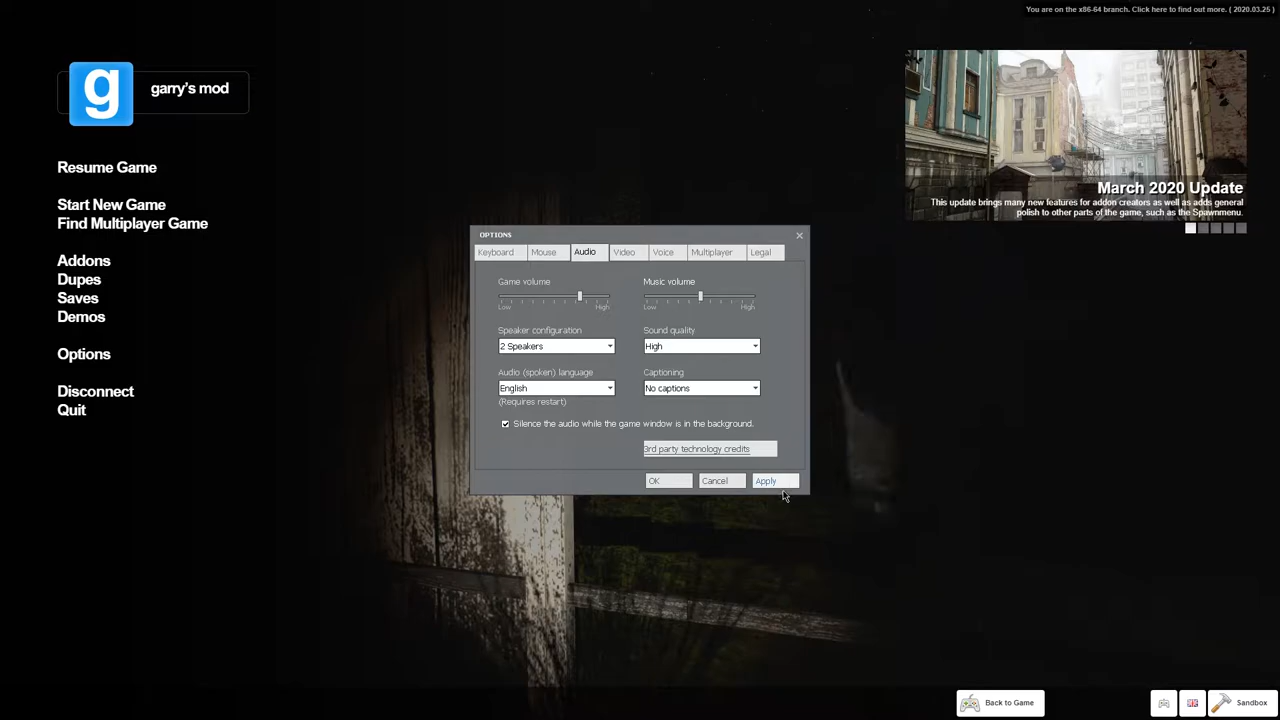 You are on the x86-64 branch. Click here to find out more. ( 2020.03.25 )
g
garry's mod
Resume Game
Start New Game
Find Multiplayer Game
Addons
Dupes
Saves
Demos
Options
Disconnect
Quit
March 2020 Update
This update brings many new features for addon creators as well as adds general
polish to other parts of the game, such as the Spawnmenu.
OPTIONS
Keyboard Mouse Audio Video Voice Multiplayer Legal
Game volume Music volume
Low High Low High
Speaker configuration Sound quality
2 Speakers High
Audio (spoken) language Captioning
English No captions
(Requires restart)
Silence the audio while the game window is in the background.
3rd party technology credits
OK Cancel Apply
Back to Game
Sandbox